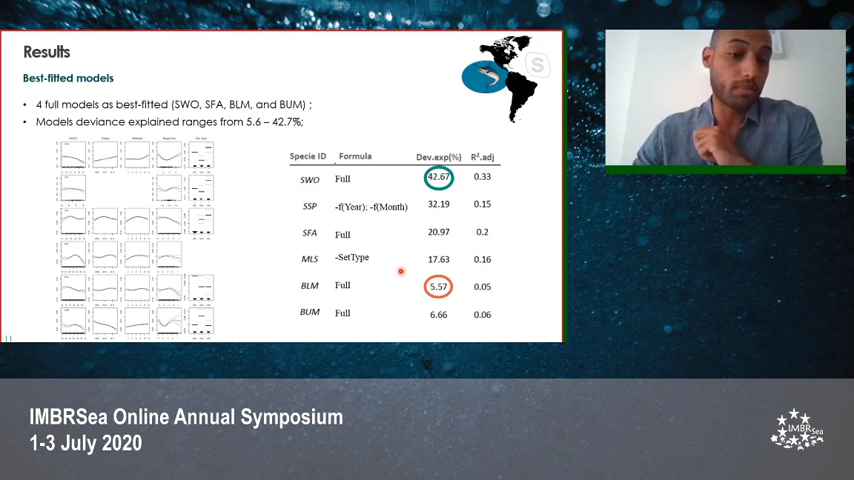 Results
Best-fitted models
• 4 full models as best-fitted (SWO, SFA, BLM, and BUM) ;
• Models deviance explained ranges from 5.6 – 42.7%;
Specie ID Formula Dev.exp(%) R².adj
SWO Full 42.67 0.33
SSP -f(Year); -f(Month) 32.19 0.15
SFA Full 20.97 0.2
MLS -SetType 17.63 0.16
BLM Full 5.57 0.05
BUM Full 6.66 0.06
11
S
IMBRSea Online Annual Symposium
1-3 July 2020
IMBRSea